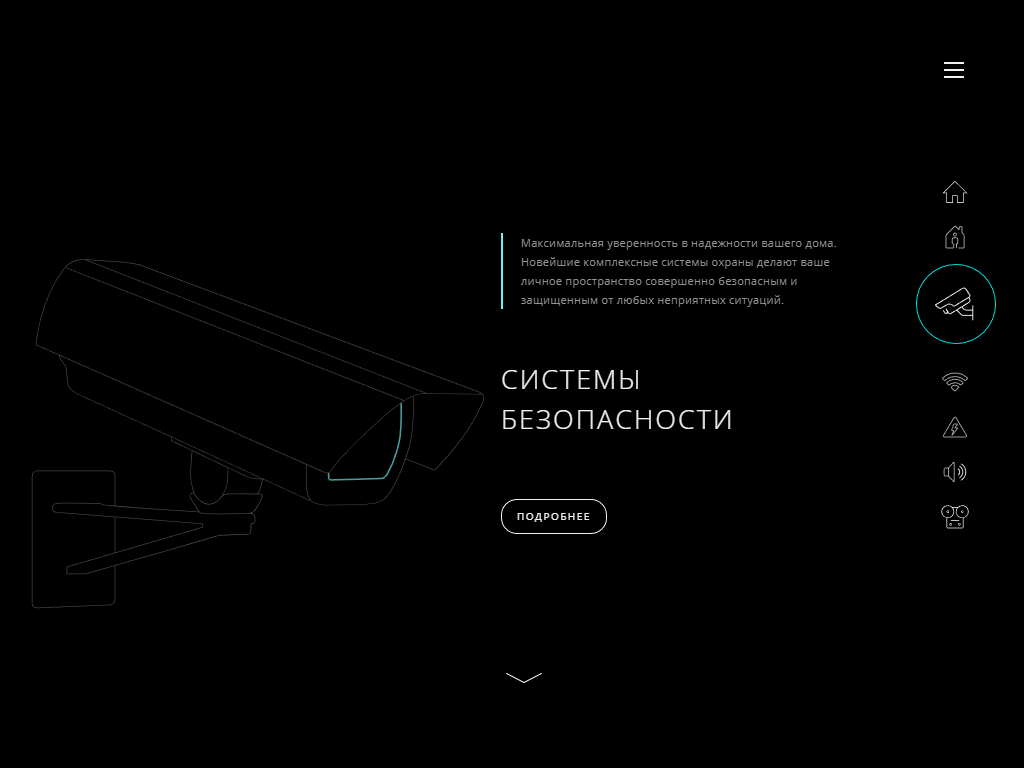 Максимальная уверенность в надежности вашего дома.
Новейшие комплексные системы охраны делают ваше
личное пространство совершенно безопасным и
защищенным от любых неприятных ситуаций.
СИСТЕМЫ
БЕЗОПАСНОСТИ
ПОДРОБНЕЕ